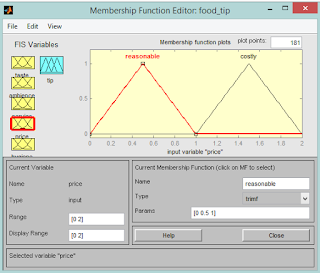 Membership Function Editor: food_tip
File Edit View
FIS Variables
Membership function plots plot points: 181
taste
tip
ambience
service
price
reasonable costly
1
0.5
0
0 0.2 0.4 0.6 0.8 1 1.2 1.4 1.6 1.8 2
input variable "price"
Current Variable
Name price
Type input
Range [0 2]
Display Range [0 2]
Current Membership Function (click on MF to select)
Name reasonable
Type trimf
Params [0 0.5 1]
Help Close
Selected variable "price"